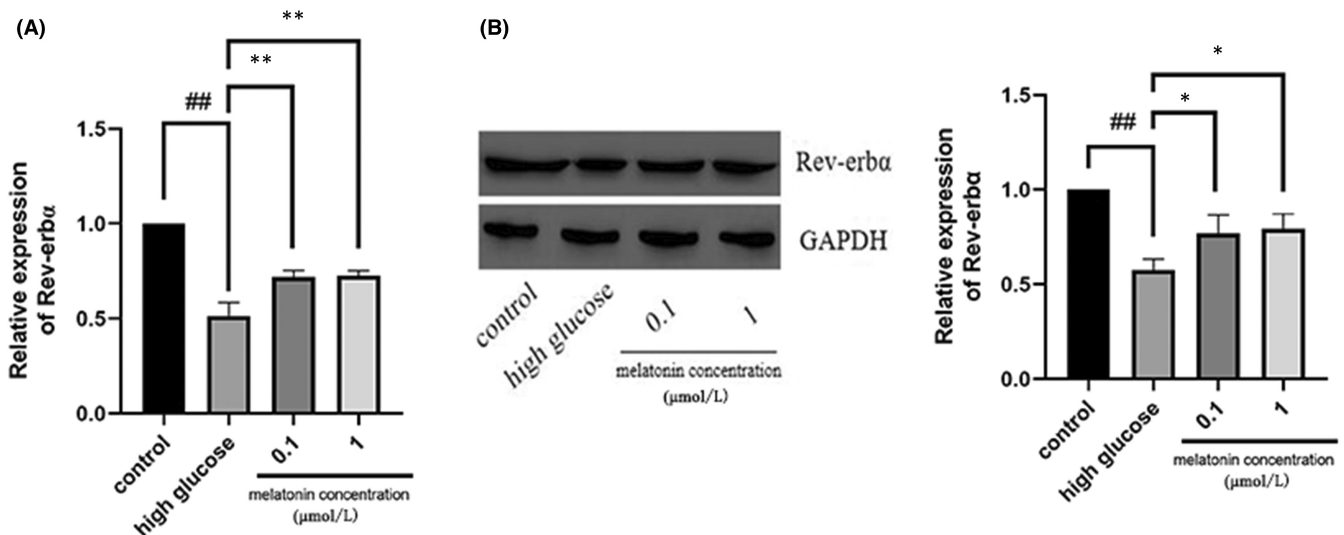 (A)
**
**
##
1.5
1.0
0.5
0.0
Relative expression
of Rev-erbα
control
high glucose
0.1
1
melatonin concentration
(μmol/L)
(B)
Rev-erbα
GAPDH
control
high glucose
0.1
1
melatonin concentration
(μmol/L)
*
*
##
1.5
1.0
0.5
0.0
Relative expression
of Rev-erbα
control
high glucose
0.1
1
melatonin concentration
(μmol/L)